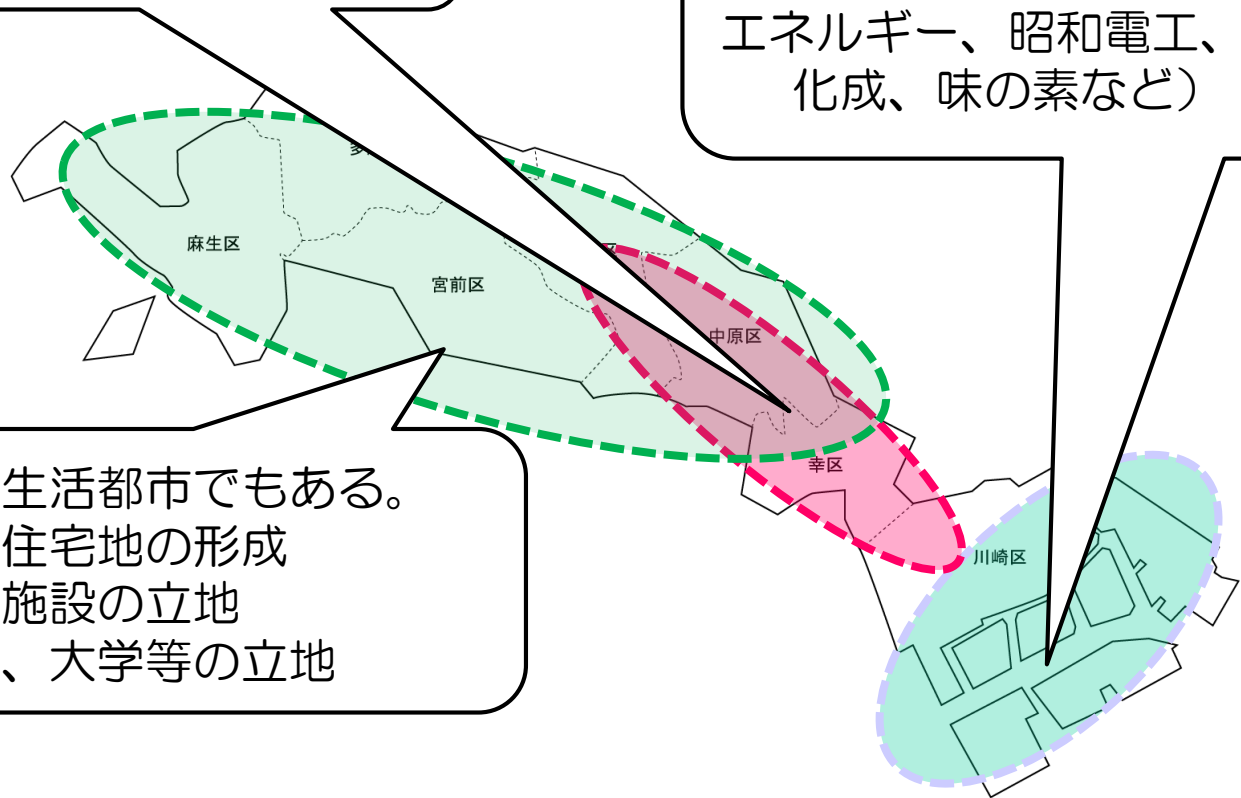 エネルギー、昭和電工、
化成、味の素など）
麻生区
宮前区
中原区
幸区
川崎区
生活都市でもある。
住宅地の形成
施設の立地
、大学等の立地